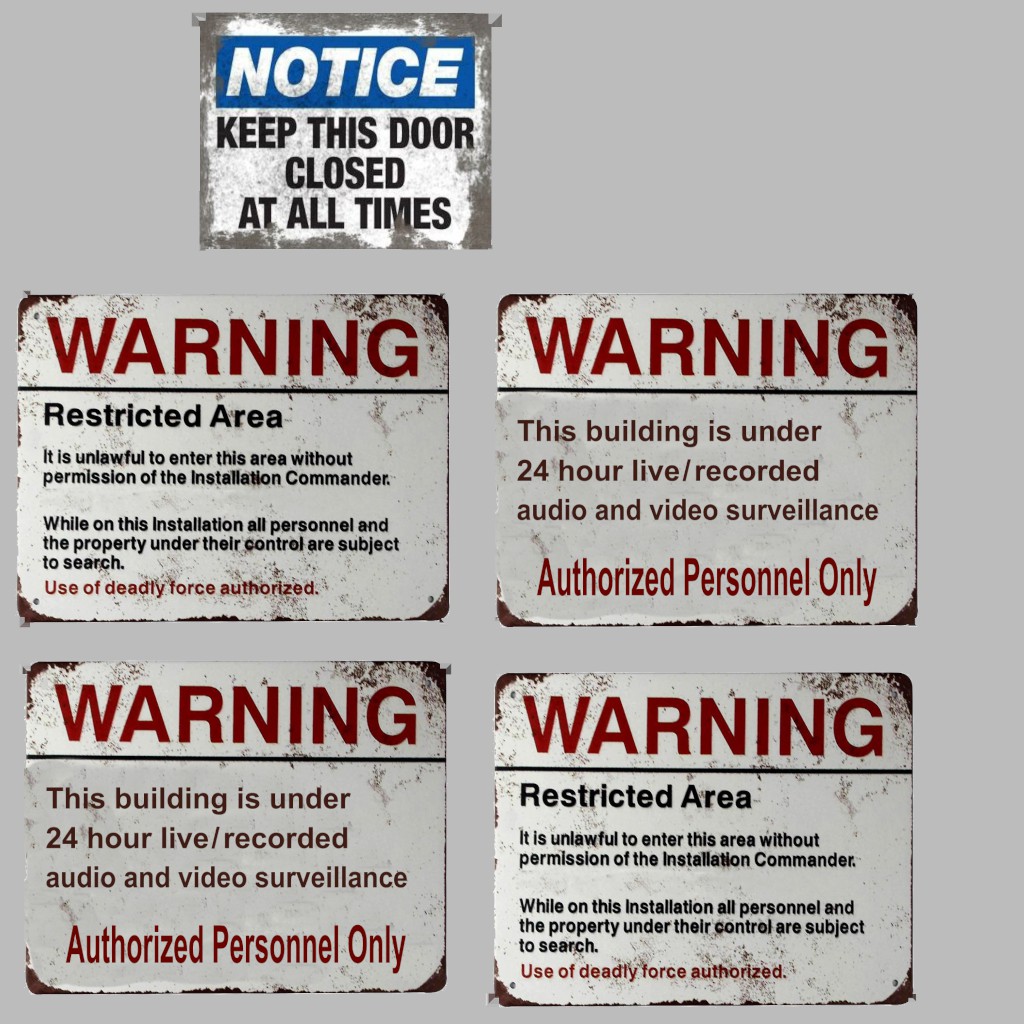 NOTICE
KEEP THIS DOOR
CLOSED
AT ALL TIMES
WARNING
Restricted Area
It is unlawful to enter this area without
permission of the Installation Commander.
While on this Installation all personnel and
the property under their control are subject
to search.
Use of deadly force authorized.
WARNING
This building is under
24 hour live/recorded
audio and video surveillance
Authorized Personnel Only
WARNING
This building is under
24 hour live/recorded
audio and video surveillance
Authorized Personnel Only
WARNING
Restricted Area
It is unlawful to enter this area without
permission of the Installation Commander.
While on this Installation all personnel and
the property under their control are subject
to search.
Use of deadly force authorized.